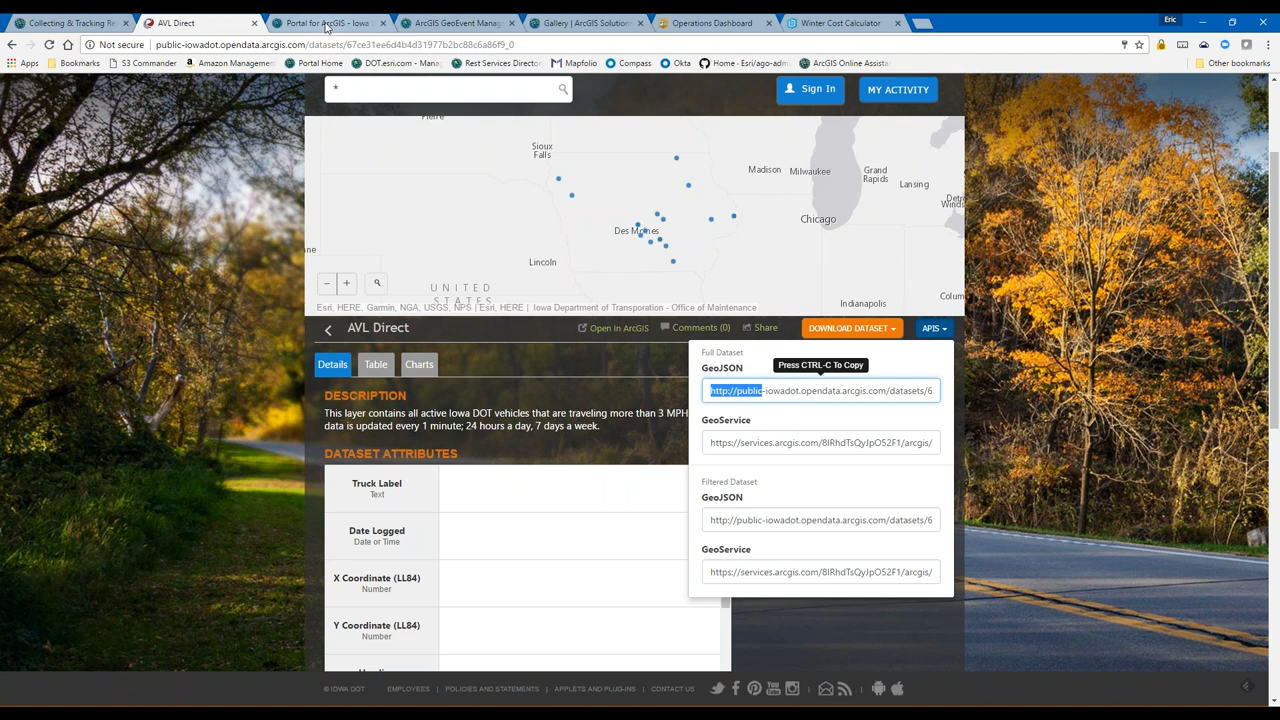 Collecting & Tracking Re
AVL Direct
Portal for ArcGIS - Iowa
ArcGIS GeoEvent Manag
Gallery | ArcGIS Solution
Operations Dashboard
Winter Cost Calculator
Eric
Not secure | public-iowadot.opendata.arcgis.com/datasets/67ce31ee6d4b4d31977b2bc88c6a86f9_0
Apps
Bookmarks
S3 Commander
Amazon Management
Portal Home
DOT.esri.com - Mana
Rest Services Director
Mapfolio
Compass
Okta
Home · Esri/ago-adm
ArcGIS Online Assista
Other bookmarks
*
Sign In
MY ACTIVITY
Pierre
Sioux
Falls
Madison
Milwaukee
Grand
Rapids
Lansing
Detro
Winds
Chicago
Des Moines
Lincoln
UNITED
STATES
Indianapolis
Colum
Esri, HERE, Garmin, NGA, USGS, NPS | Esri, HERE | Iowa Department of Transporation - Office of Maintenance
AVL Direct
Open In ArcGIS
Comments (0)
Share
DOWNLOAD DATASET
APIS
Details
Table
Charts
Full Dataset
GeoJSON
Press CTRL-C To Copy
http://public-iowadot.opendata.arcgis.com/datasets/6
GeoService
https://services.arcgis.com/8lRhdTsQyJpO52F1/arcgis/
Filtered Dataset
GeoJSON
http://public-iowadot.opendata.arcgis.com/datasets/6
GeoService
https://services.arcgis.com/8lRhdTsQyJpO52F1/arcgis/
DESCRIPTION
This layer contains all active Iowa DOT vehicles that are traveling more than 3 MPH
data is updated every 1 minute; 24 hours a day, 7 days a week.
DATASET ATTRIBUTES
Truck Label
Text
Date Logged
Date or Time
X Coordinate (LL84)
Number
Y Coordinate (LL84)
Number
© IOWA DOT
EMPLOYEES | POLICIES AND STATEMENTS | APPLETS AND PLUG-INS | CONTACT US